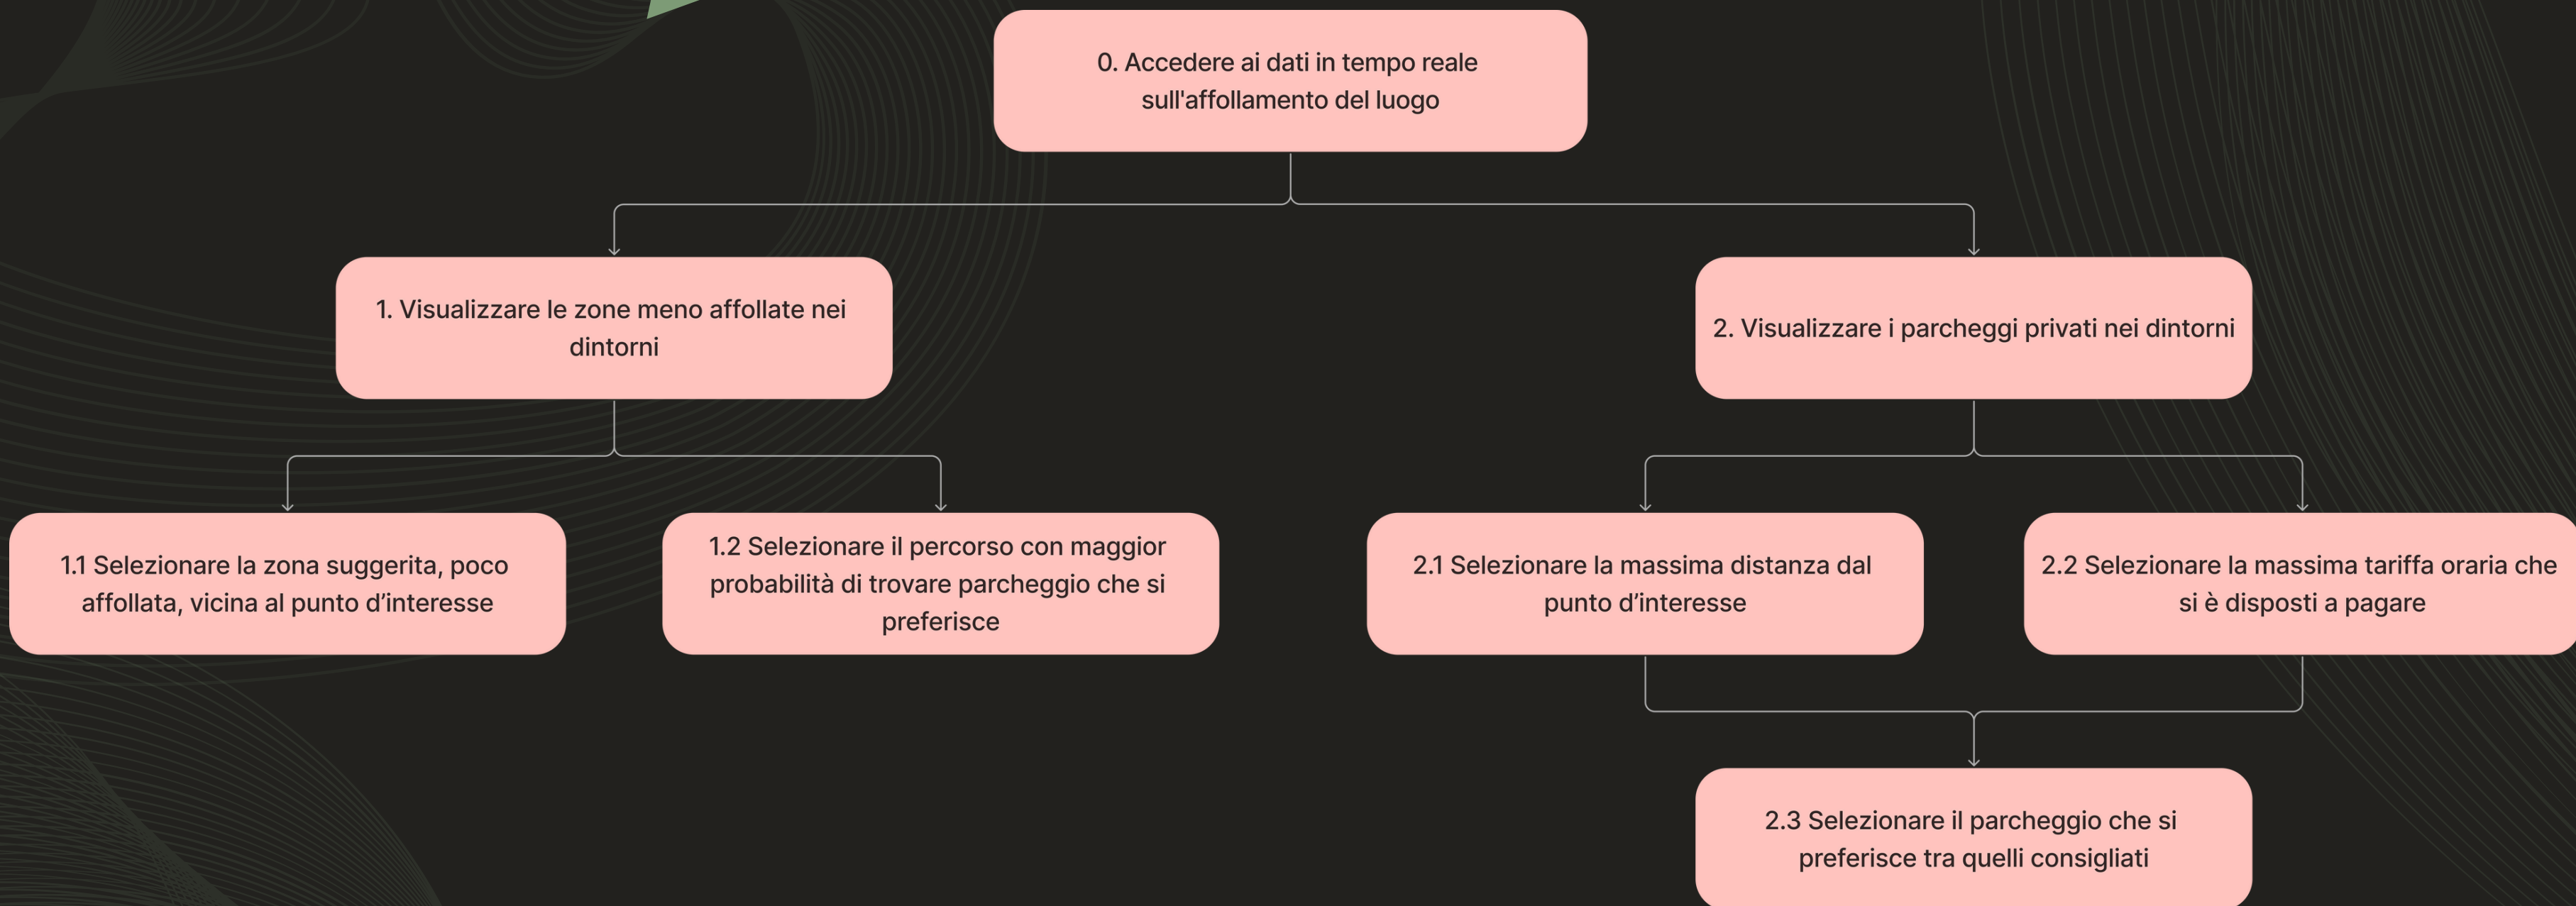 0. Accedere ai dati in tempo reale
sull'affollamento del luogo
1. Visualizzare le zone meno affollate nei
dintorni
2. Visualizzare i parcheggi privati nei dintorni
1.1 Selezionare la zona suggerita, poco
affollata, vicina al punto d’interesse
1.2 Selezionare il percorso con maggior
probabilità di trovare parcheggio che si
preferisce
2.1 Selezionare la massima distanza dal
punto d’interesse
2.2 Selezionare la massima tariffa oraria che
si è disposti a pagare
2.3 Selezionare il parcheggio che si
preferisce tra quelli consigliati